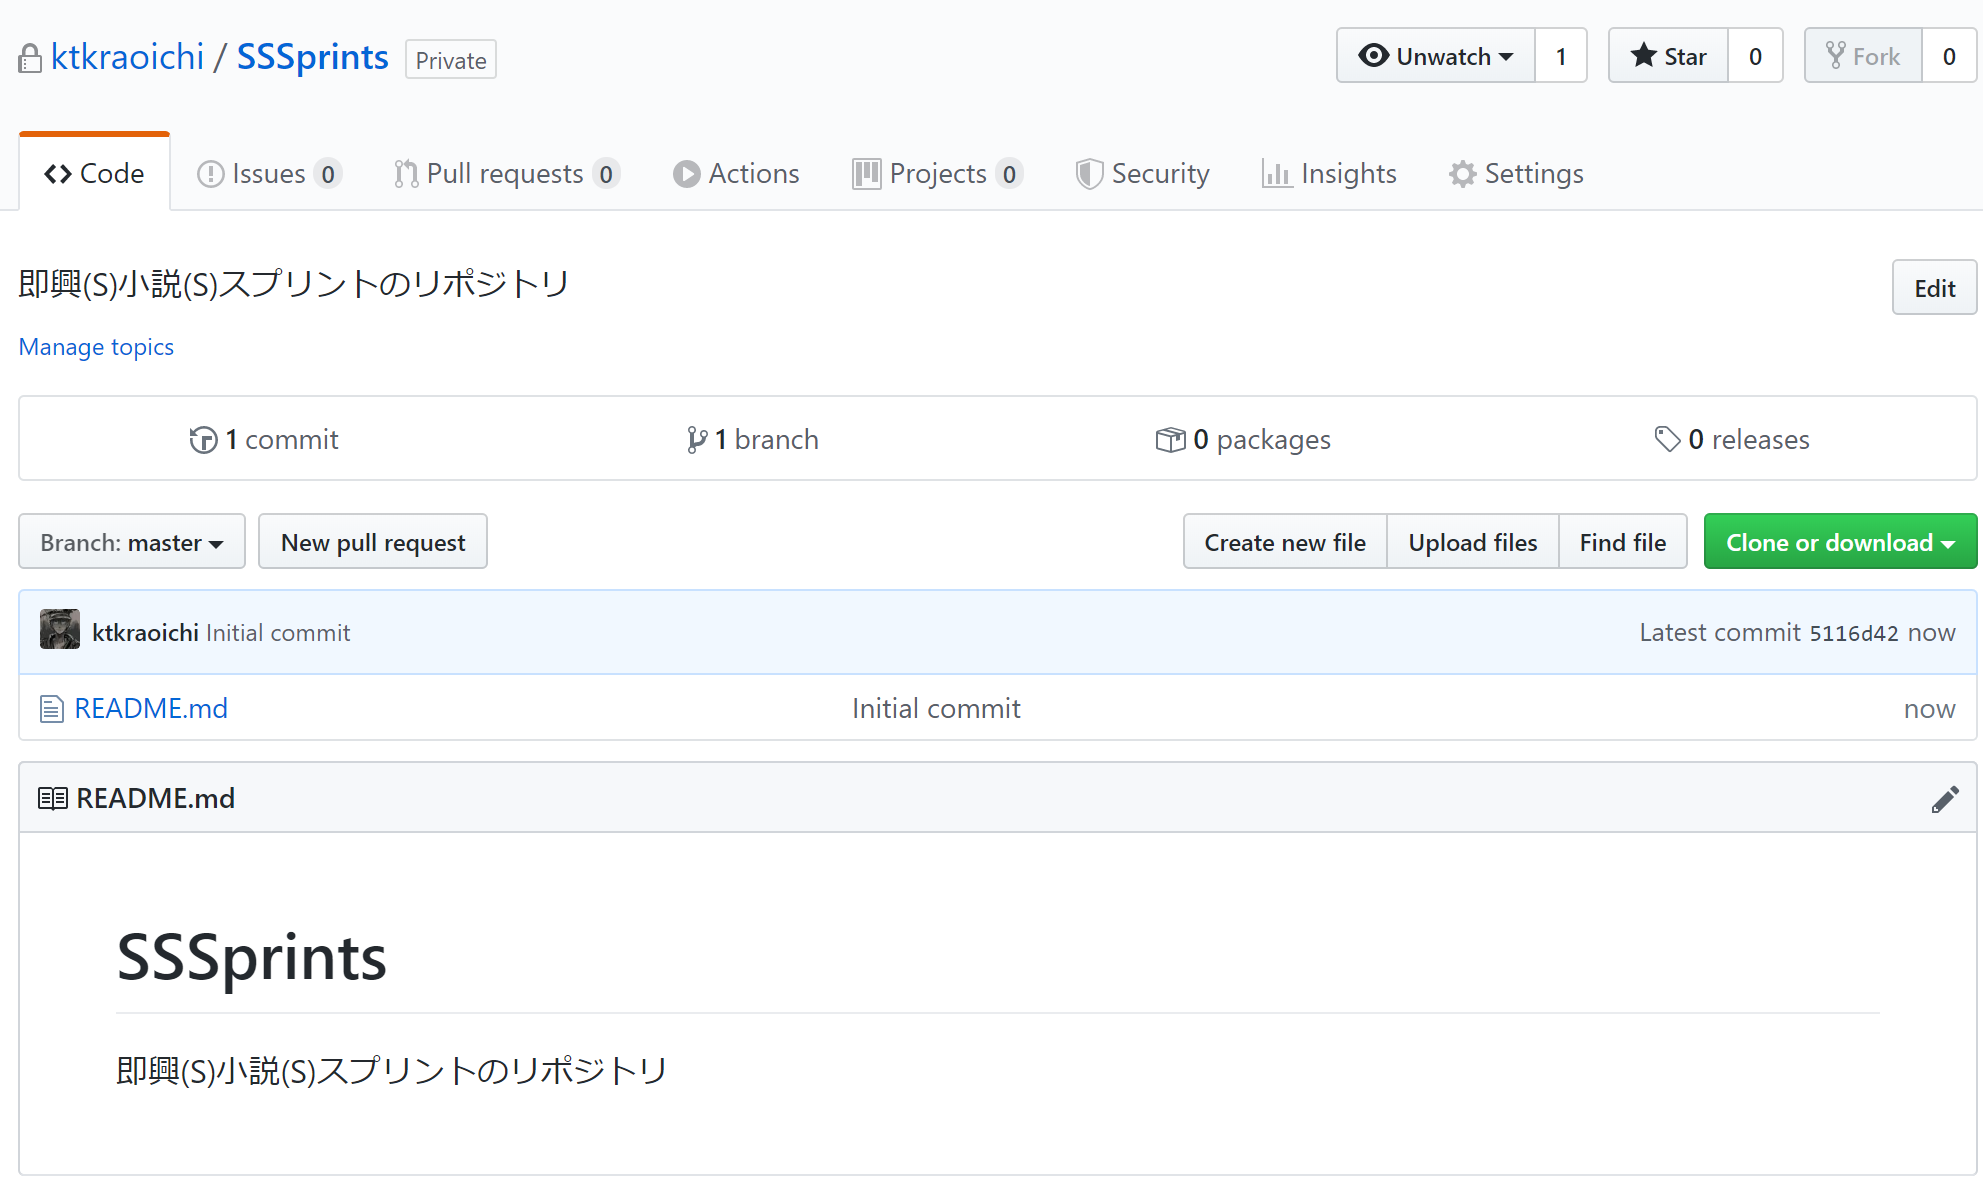 ktkraoichi / SSSprints Private Unwatch 1 Star 0 Fork 0
Code Issues 0 Pull requests 0 Actions Projects 0 Security Insights Settings
即興(S)小説(S)スプリントのリポジトリ Edit
Manage topics
1 commit 1 branch 0 packages 0 releases
Branch: master New pull request Create new file Upload files Find file Clone or download
ktkraoichi Initial commit Latest commit 5116d42 now
README.md Initial commit now
README.md
SSSprints
即興(S)小説(S)スプリントのリポジトリ